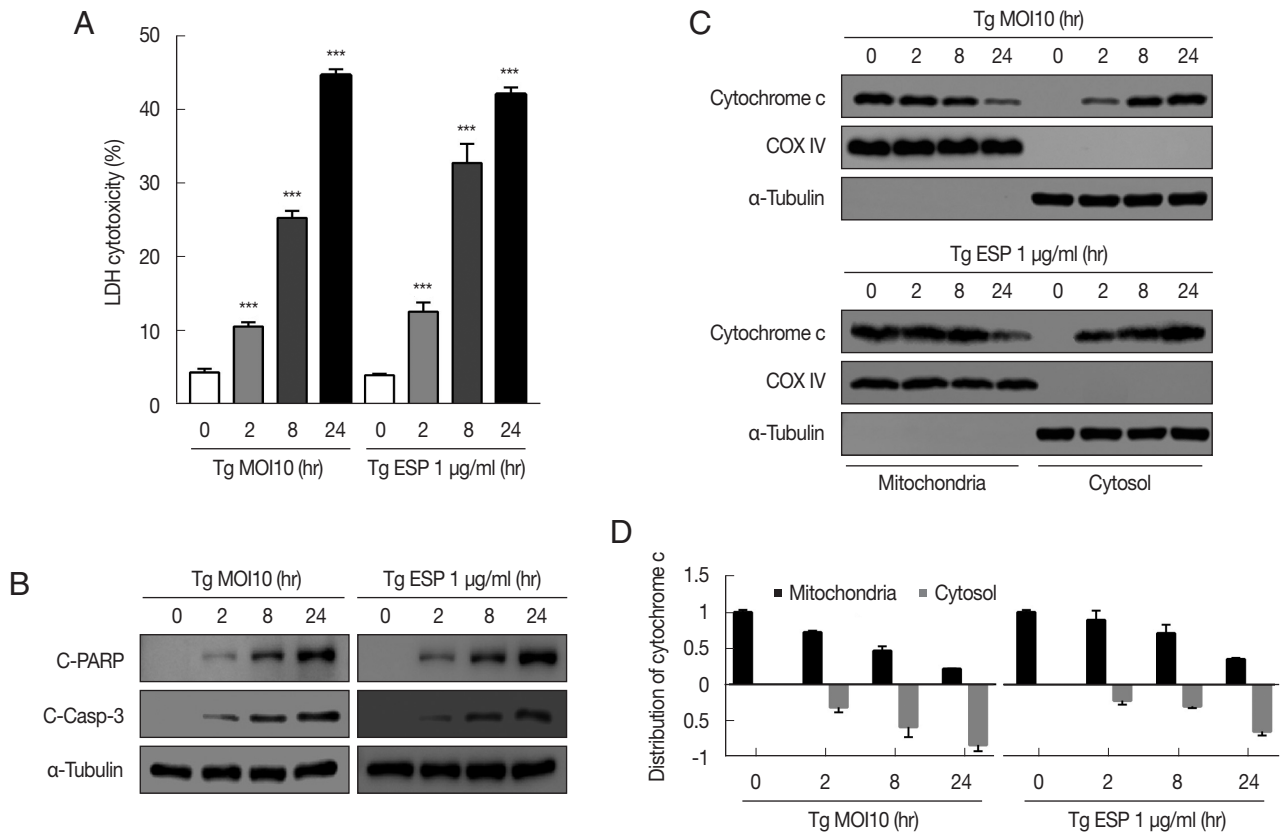 A
50
40
30
20
10
0
LDH cytotoxicity (%)
***
***
***
***
***
***
0 2 8 24 0 2 8 24
Tg MOI10 (hr) Tg ESP 1 µg/ml (hr)
B
Tg MOI10 (hr) Tg ESP 1 µg/ml (hr)
0 2 8 24 0 2 8 24
C-PARP
C-Casp-3
α-Tubulin
C
Tg MOI10 (hr)
0 2 8 24 0 2 8 24
Cytochrome c
COX IV
α-Tubulin
Tg ESP 1 µg/ml (hr)
0 2 8 24 0 2 8 24
Cytochrome c
COX IV
α-Tubulin
Mitochondria Cytosol
D
Distribution of cytochrome c
1.5
1
0.5
0
0.5
-1
Mitochondria Cytosol
0 2 8 24 0 2 8 24
Tg MOI10 (hr) Tg ESP 1 µg/ml (hr)